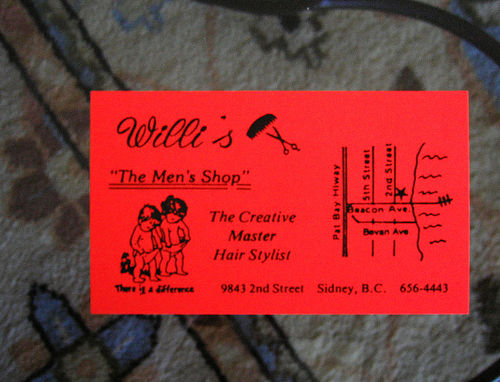 Willi's
"The Men's Shop"
The Creative
Master
Hair Stylist
There is a difference
Pat Bay Hiway
5th Street
2nd Street
Beacon Ave.
Bevan Ave
9843 2nd Street Sidney, B.C. 656-4443